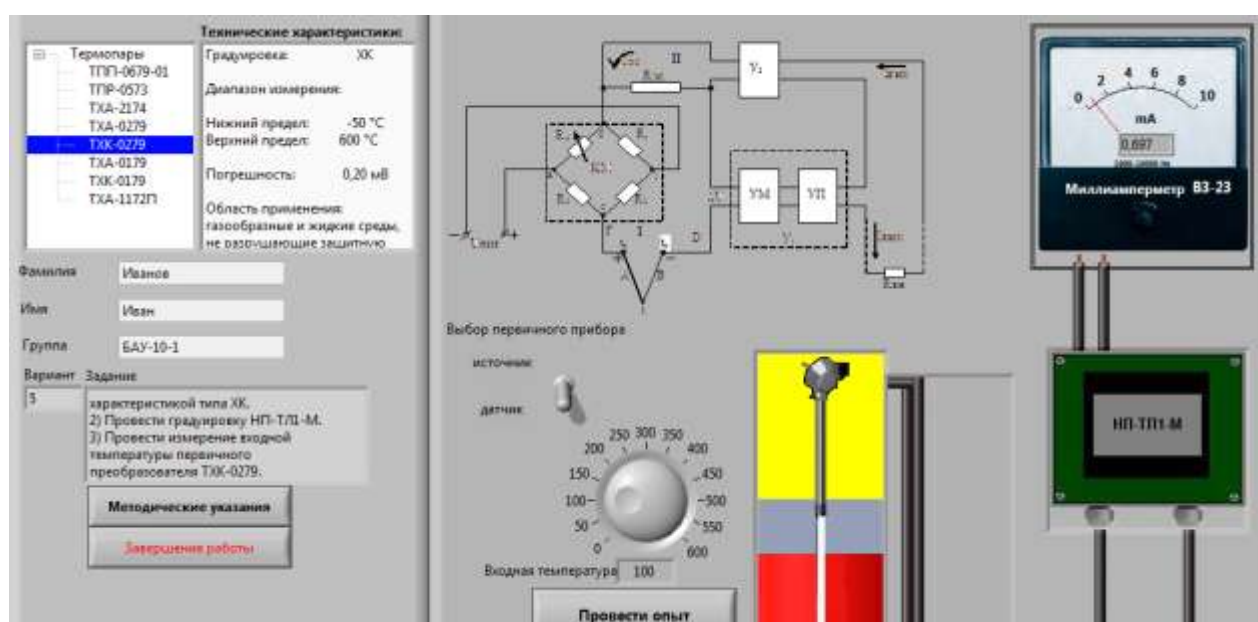 Технические характеристики:
Термопары
ТПП-0679-01
ТПР-0573
ТХА-2174
ТХА-0279
ТХК-0279
ТХА-0179
ТХК-0179
ТХА-1172П
Градуировка: ХК
Диапазон измерения:
Нижний предел: -50 °C
Верхний предел: 600 °C
Погрешность: 0,20 мВ
Область применения:
газообразные и жидкие среды,
не разрушающие защитную
Фамилия Иванов
Имя Иван
Группа БАУ-10-1
Вариант Задание
5
характеристикой типа ХК.
2) Провести градуировку НП-ТЛ1-М.
3) Провести измерение входной
температуры первичного
преобразователя ТХК-0279.
Методические указания
Завершение работы
II
УМ
УП
I
D
A
B
Выбор первичного прибора
источник
датчик
0
50
100
150
200
250
300
350
400
450
500
550
600
Входная температура 100
Провести опыт
0 2 4 6 8 10
mA
0,697
Миллиамперметр В3-23
НП-ТЛ1-М